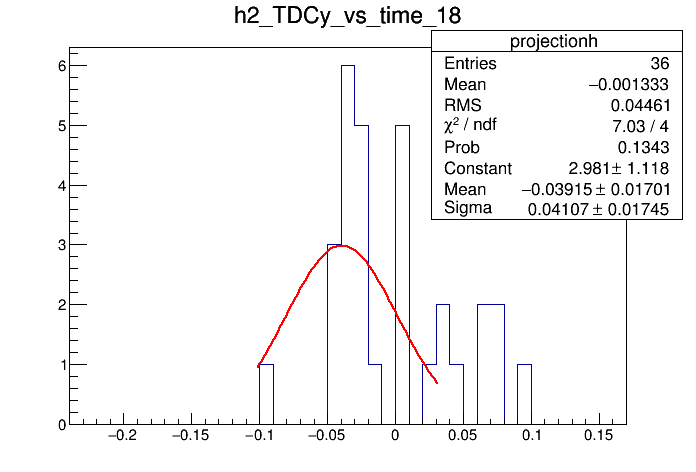 h2_TDCy_vs_time_18
projectionh
Entries 36
Mean −0.001333
RMS 0.04461
χ² / ndf 7.03 / 4
Prob 0.1343
Constant 2.981± 1.118
Mean −0.03915 ± 0.01701
Sigma 0.04107 ± 0.01745
6
5
4
3
2
1
0
−0.2 −0.15 −0.1 −0.05 0 0.05 0.1 0.15